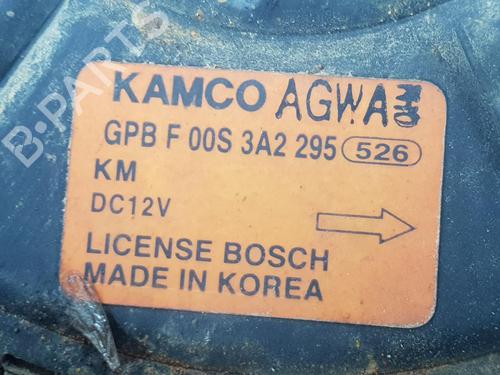 B-PARTS
KAMCO AGWA
GPB F 00S 3A2 295 526
KM
DC12V
LICENSE BOSCH
MADE IN KOREA